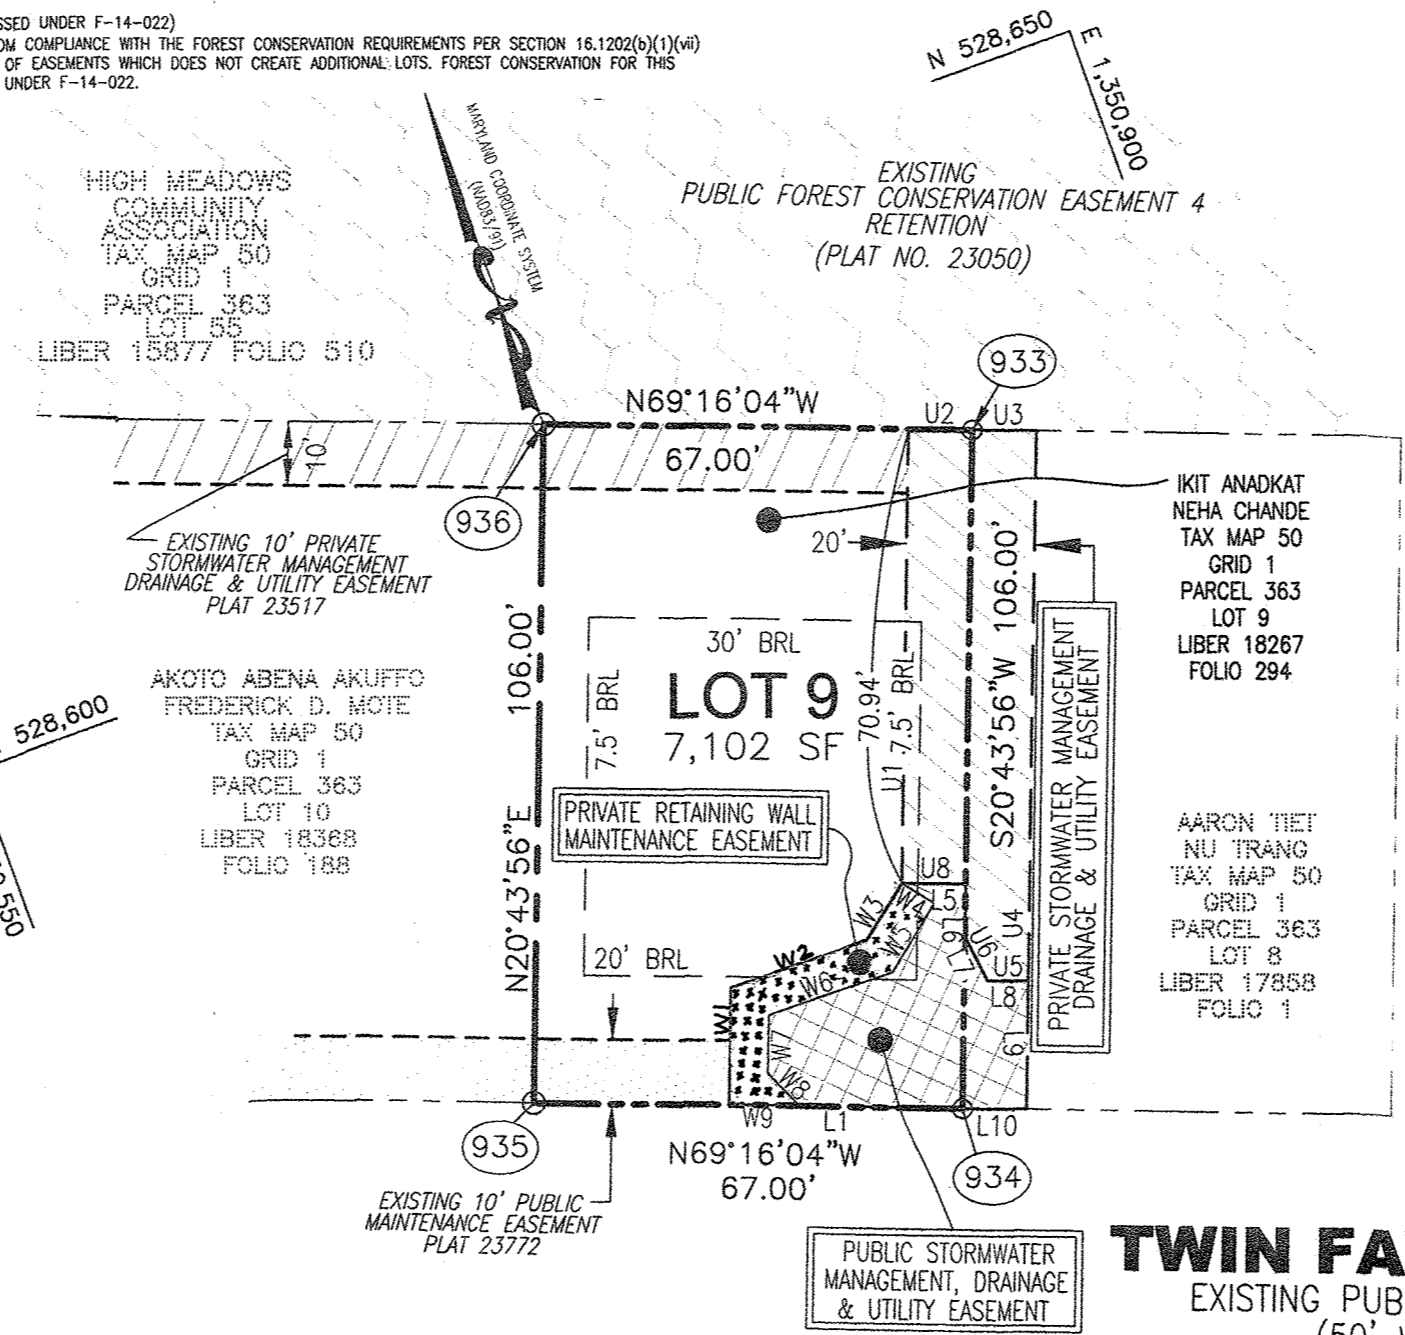 SSED UNDER F-14-022)
OM COMPLIANCE WITH THE FOREST CONSERVATION REQUIREMENTS PER SECTION 16.1202(b)(1)(vii)
OF EASEMENTS WHICH DOES NOT CREATE ADDITIONAL LOTS. FOREST CONSERVATION FOR THIS
UNDER F-14-022.
N 528,650
E 1,350,900
MARYLAND COORDINATE SYSTEM
(NAD83/91)
HIGH MEADOWS
COMMUNITY
ASSOCIATION
TAX MAP 50
GRID 1
PARCEL 363
LOT 55
LIBER 15877 FOLIO 510
EXISTING
PUBLIC FOREST CONSERVATION EASEMENT 4
RETENTION
(PLAT NO. 23050)
933
N69°16'04"W
67.00'
U2
U3
10'
936
EXISTING 10' PRIVATE
STORMWATER MANAGEMENT
DRAINAGE & UTILITY EASEMENT
PLAT 23517
20'
IKIT ANADKAT
NEHA CHANDE
TAX MAP 50
GRID 1
PARCEL 363
LOT 9
LIBER 18267
FOLIO 294
528,600
550
AKOTO ABENA AKUFFO
FREDERICK D. MOTE
TAX MAP 50
GRID 1
PARCEL 363
LOT 10
LIBER 18368
FOLIO 188
N20°43'56"E 106.00'
30' BRL
7.5' BRL
LOT 9
7,102 SF
70.94'
U1
7.5' BRL
S20°43'56"W 106.00'
PRIVATE STORMWATER MANAGEMENT
DRAINAGE & UTILITY EASEMENT
PRIVATE RETAINING WALL
MAINTENANCE EASEMENT
AARON TIET
NU TRANG
TAX MAP 50
GRID 1
PARCEL 363
LOT 8
LIBER 17858
FOLIO 1
U8
W3
W4
L5
W5
L6
U4
U6
L7
U5
L8
W2
W6
20' BRL
W1
W7
W8
L9
W9
L1
L10
935
N69°16'04"W
67.00'
934
EXISTING 10' PUBLIC
MAINTENANCE EASEMENT
PLAT 23772
PUBLIC STORMWATER
MANAGEMENT, DRAINAGE
& UTILITY EASEMENT
TWIN FA
EXISTING PUB
(50'